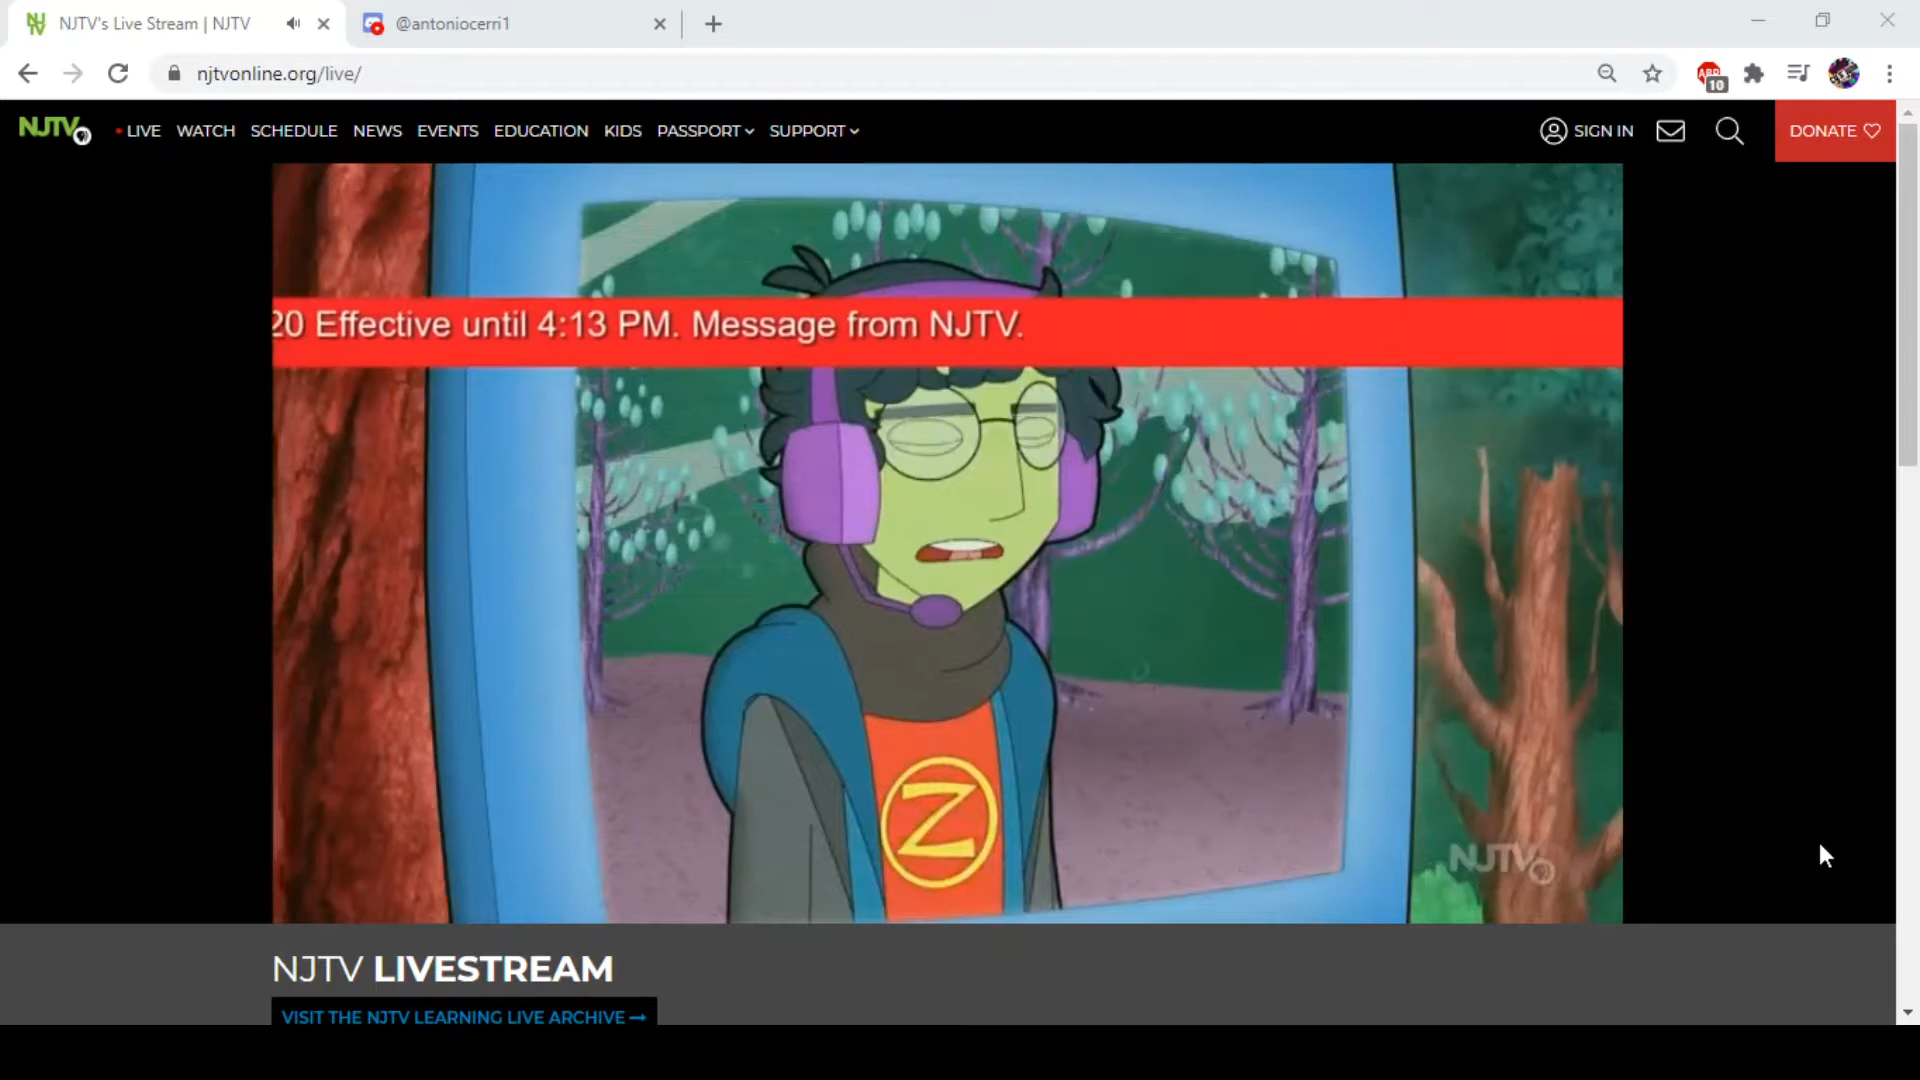 NJTV's Live Stream | NJTV
@antoniocerri1
njtvonline.org/live/
ABP
10
NJTV
LIVE WATCH SCHEDULE NEWS EVENTS EDUCATION KIDS PASSPORT SUPPORT
SIGN IN
DONATE
20 Effective until 4:13 PM. Message from NJTV.
Z
NJTV
NJTV LIVESTREAM
VISIT THE NJTV LEARNING LIVE ARCHIVE